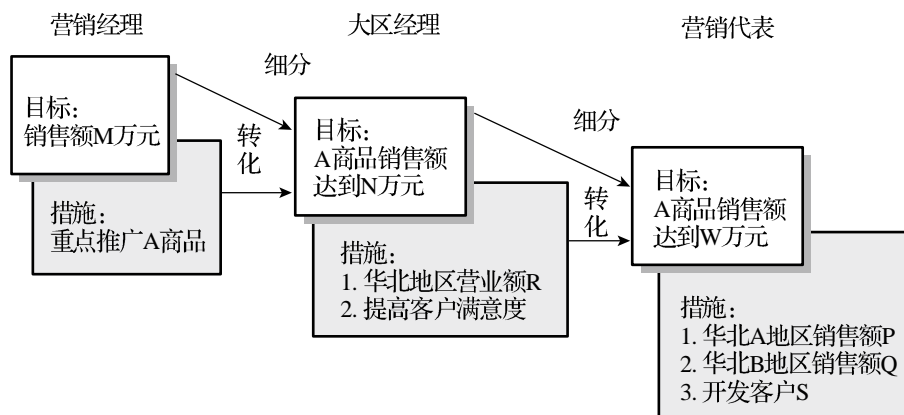 营销经理
大区经理
营销代表
细分
目标：
销售额M万元
转化
措施：
重点推广A商品
目标：
A商品销售额
达到N万元
细分
转化
措施：
1. 华北地区营业额R
2. 提高客户满意度
目标：
A商品销售额
达到W万元
措施：
1. 华北A地区销售额P
2. 华北B地区销售额Q
3. 开发客户S